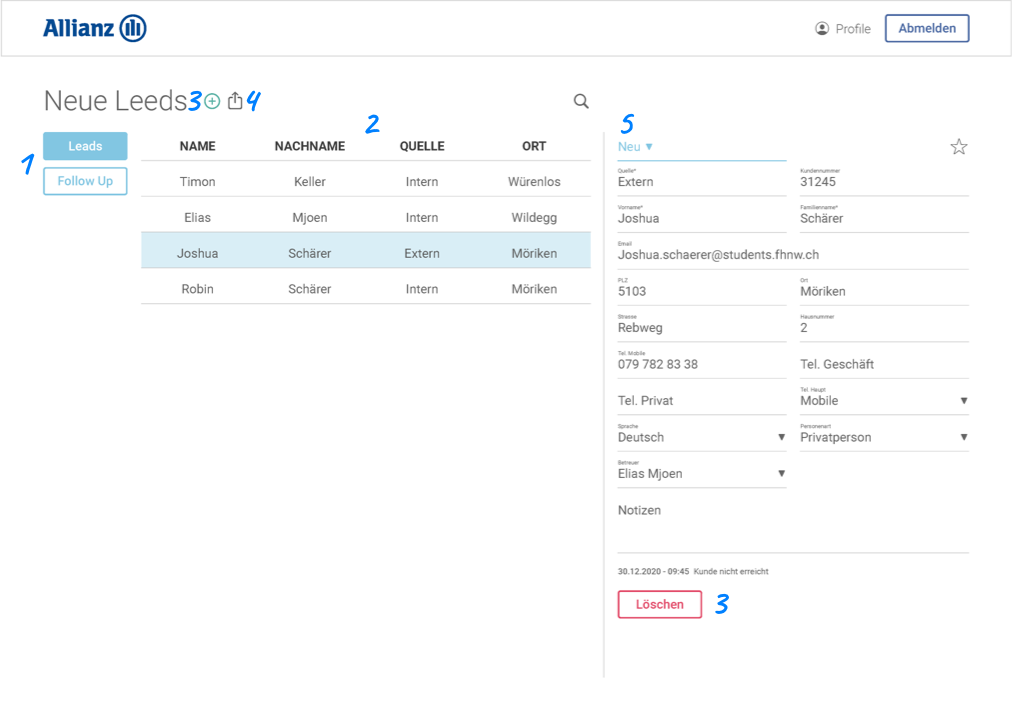 Allianz
Profile
Abmelden
Neue Leeds 3 4
1
Leads
Follow Up
2
NAME NACHNAME QUELLE ORT
Timon Keller Intern Würenlos
Elias Mjoen Intern Wildegg
Joshua Schärer Extern Möriken
Robin Schärer Intern Möriken
5
Neu
Quelle* Kundennummer
Extern 31245
Vorname* Familienname*
Joshua Schärer
Email
Joshua.schaerer@students.fhnw.ch
PLZ Ort
5103 Möriken
Strasse Hausnummer
Rebweg 2
Tel. Mobile
079 782 83 38 Tel. Geschäft
Tel. Haupt
Tel. Privat Mobile
Sprache Personenart
Deutsch Privatperson
Betreuer
Elias Mjoen
Notizen
30.12.2020 - 09:45 Kunde nicht erreicht
Löschen 3